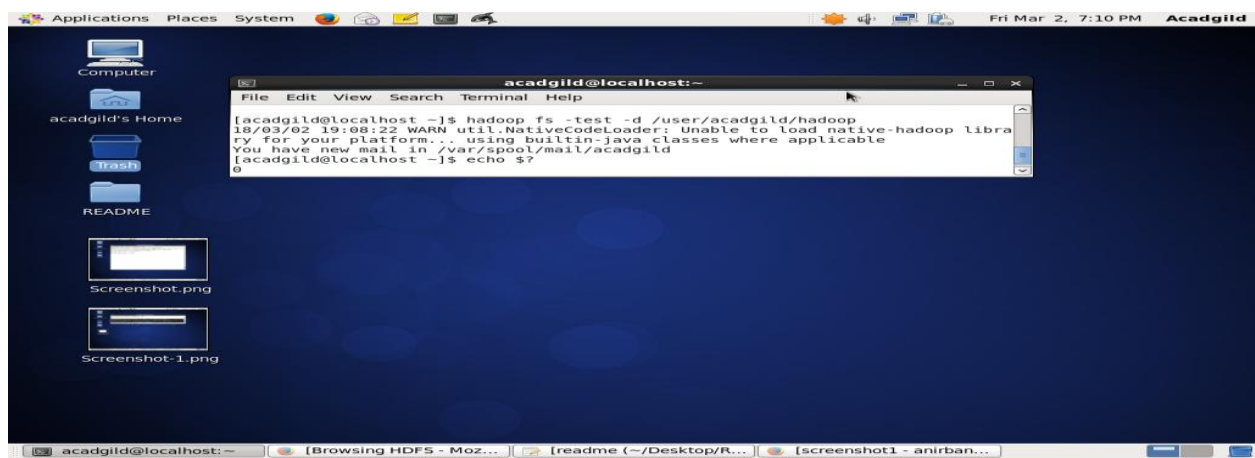 Applications Places System Fri Mar 2, 7:10 PM Acadgild
Computer
acadgild's Home
Trash
README
Screenshot.png
Screenshot-1.png
acadgild@localhost:~
File Edit View Search Terminal Help
[acadgild@localhost ~]$ hadoop fs -test -d /user/acadgild/hadoop
18/03/02 19:08:22 WARN util.NativeCodeLoader: Unable to load native-hadoop libra
ry for your platform... using builtin-java classes where applicable
You have new mail in /var/spool/mail/acadgild
[acadgild@localhost ~]$ echo $?
0
acadgild@localhost:~ [Browsing HDFS - Moz... [readme (~/Desktop/R... [screenshot1 - anirban...]